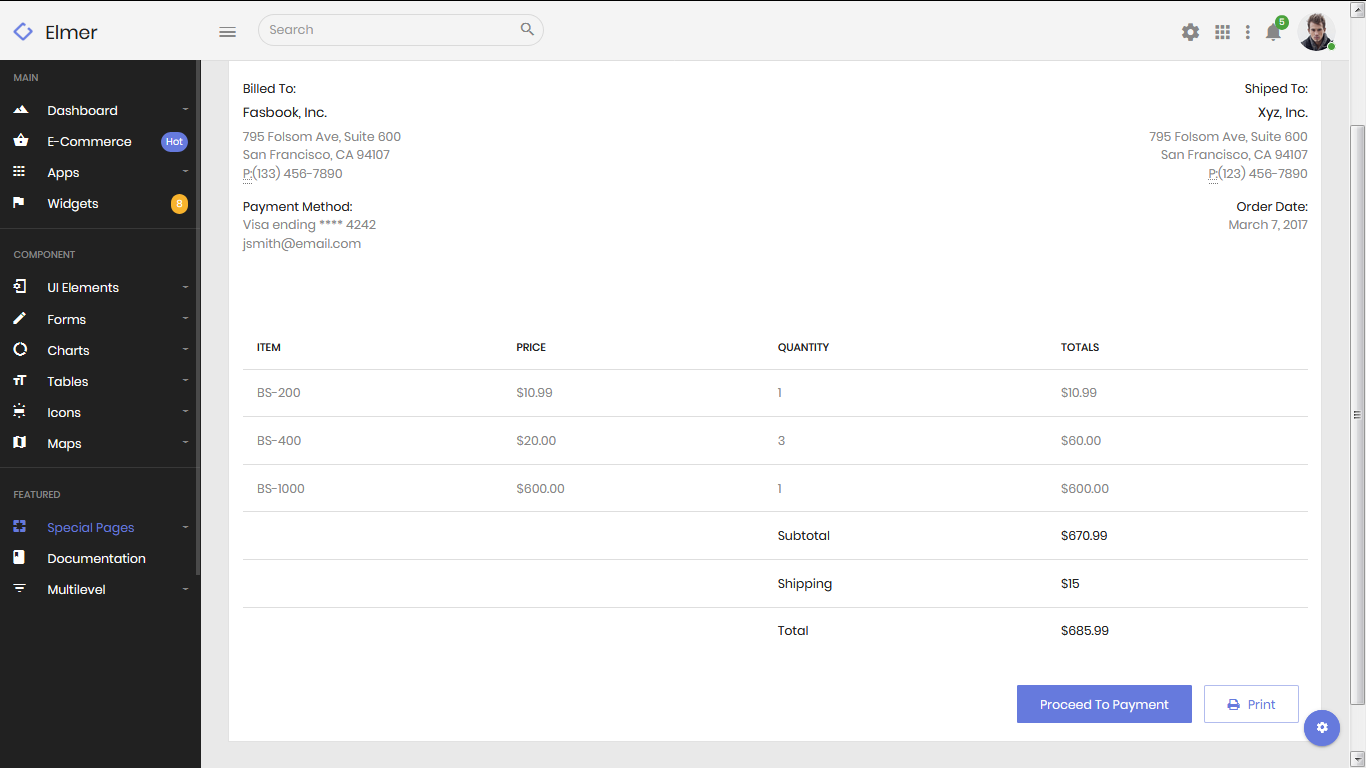 Elmer
Search
5
MAIN
Dashboard
E-Commerce Hot
Apps
Widgets 8
COMPONENT
UI Elements
Forms
Charts
Tables
Icons
Maps
FEATURED
Special Pages
Documentation
Multilevel
Billed To:
Fasbook, Inc.
795 Folsom Ave, Suite 600
San Francisco, CA 94107
P:(133) 456-7890
Shiped To:
Xyz, Inc.
795 Folsom Ave, Suite 600
San Francisco, CA 94107
P:(123) 456-7890
Payment Method:
Visa ending **** 4242
jsmith@email.com
Order Date:
March 7, 2017
ITEM PRICE QUANTITY TOTALS
BS-200 $10.99 1 $10.99
BS-400 $20.00 3 $60.00
BS-1000 $600.00 1 $600.00
Subtotal $670.99
Shipping $15
Total $685.99
Proceed To Payment Print